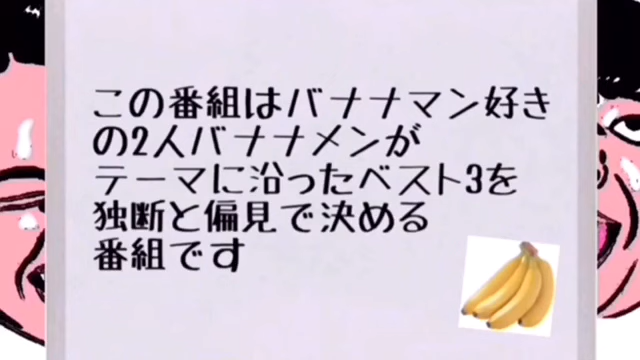 この番組はバナナマン好き
の2人バナナメンが
テーマに沿ったベスト3を
独断と偏見で決める
番組です